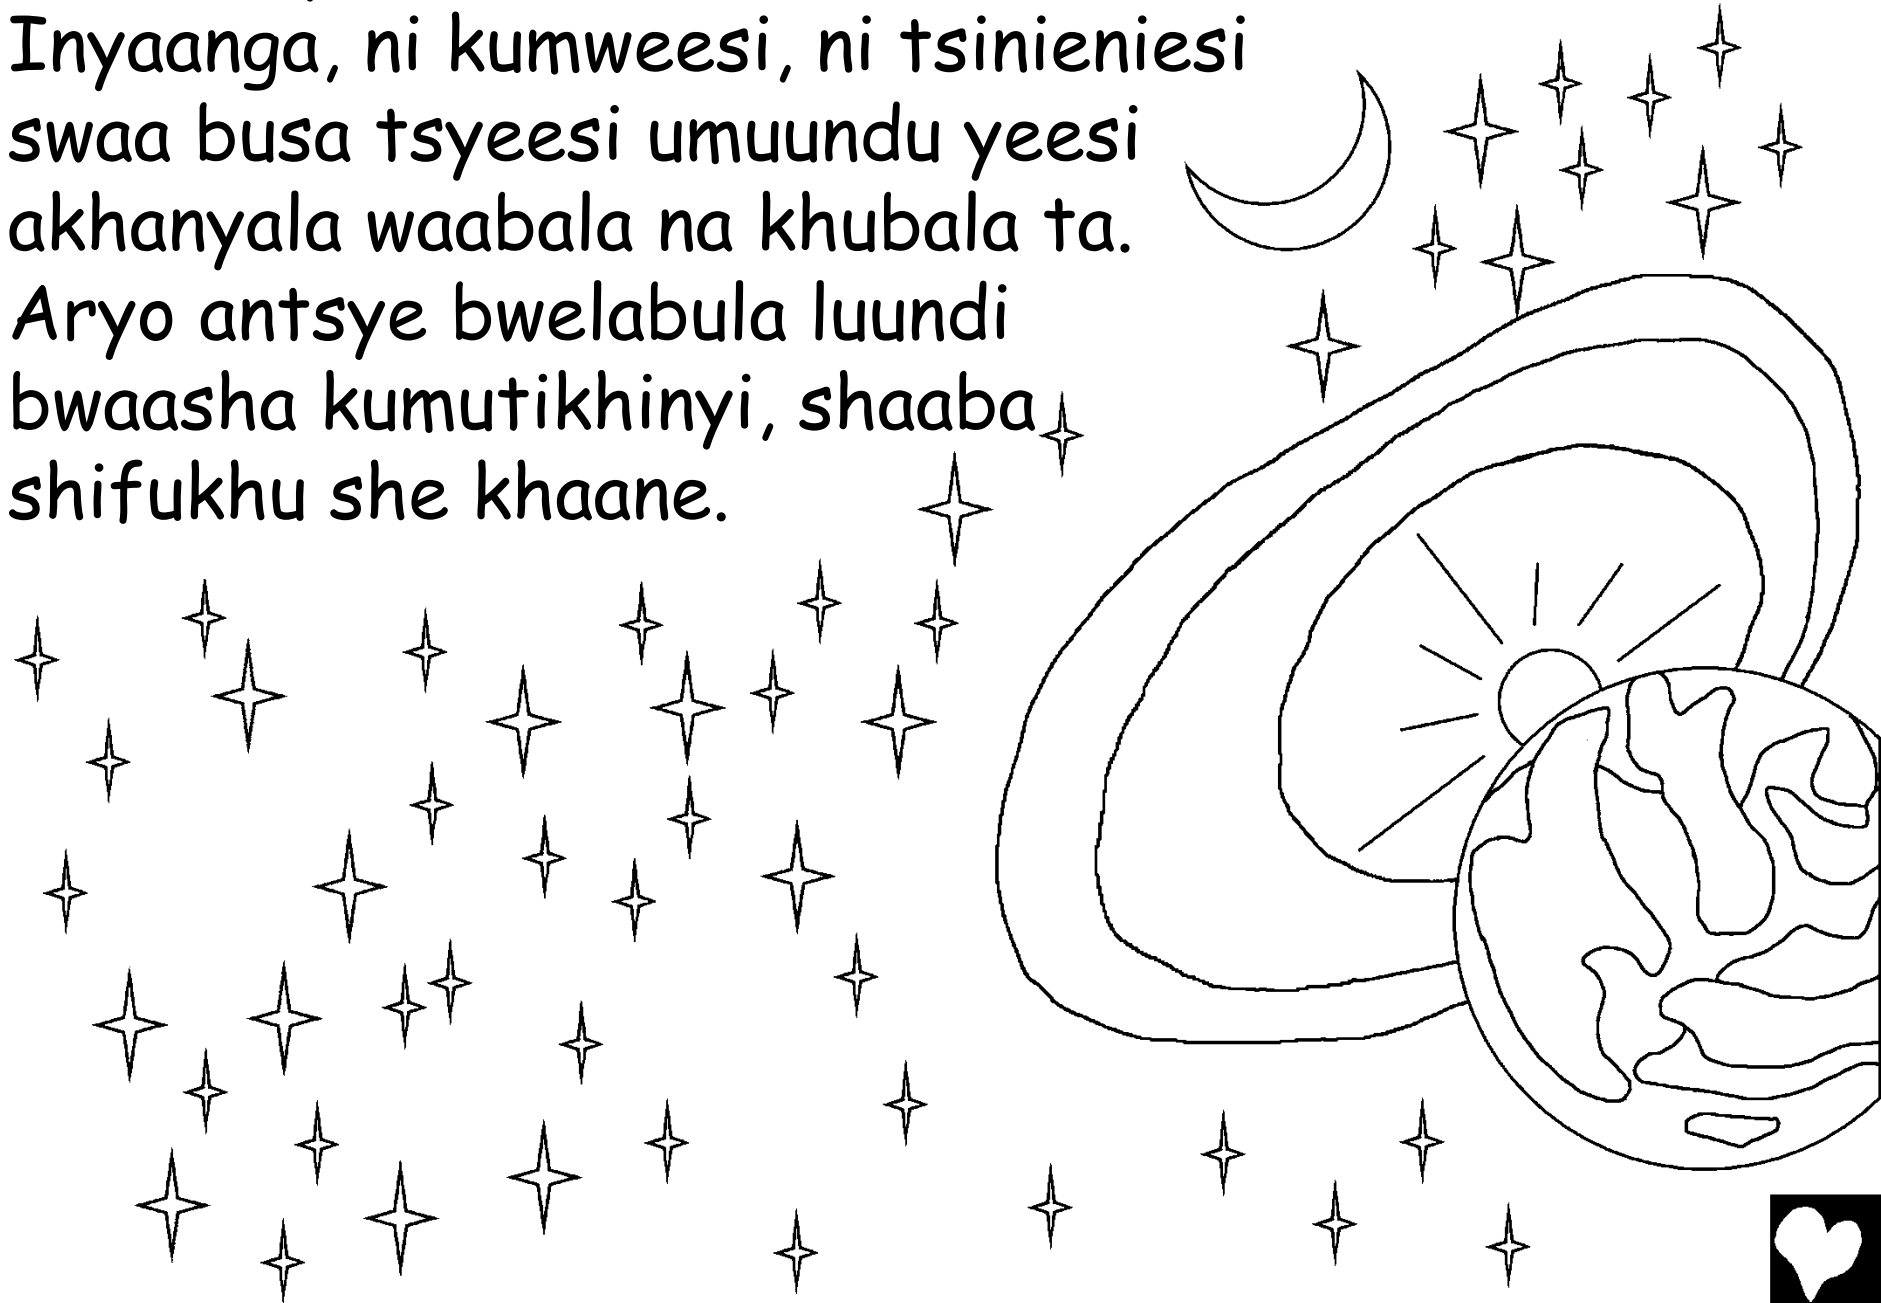 Inyaanga, ni kumweesi, ni tsinieniesi
swaa busa tsyeesi umuundu yeesi
akhanyala waabala na khubala ta.
Aryo antsye bwelabula luundi
bwaasha kumutikhinyi, shaaba
shifukhu she khaane.